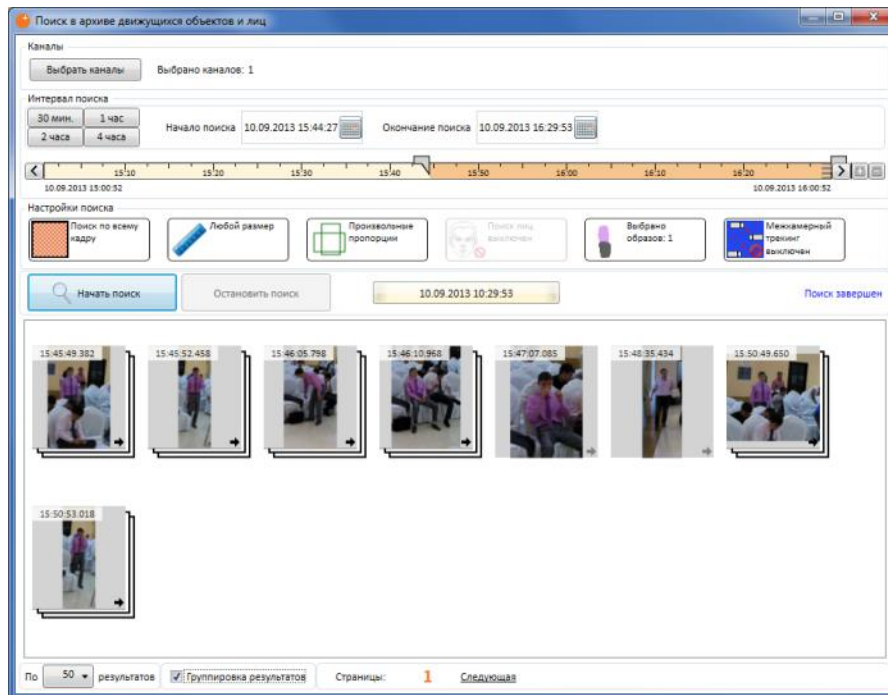 Поиск в архиве движущихся объектов и лиц
Каналы
Выбрать каналы Выбрано каналов: 1
Интервал поиска
30 мин. 1 час
2 часа 4 часа
Начало поиска 10.09.2013 15:44:27 Окончание поиска 10.09.2013 16:29:53
15:10 15:20 15:30 15:40 15:50 16:00 16:10 16:20
10.09.2013 15:00:52 10.09.2013 16:00:52
Настройки поиска
Поиск по всему кадру
Любой размер
Произвольные пропорции
Поиск лиц выключен
Выбрано образов: 1
Межкамерный трекинг выключен
Начать поиск Остановить поиск 10.09.2013 10:29:53 Поиск завершен
15:45:49.382 15:45:52.458 15:46:05.798 15:46:10.968 15:47:07.085 15:48:35.434 15:50:49.650
15:50:53.018
По 50 результатов Группировка результатов Страницы: 1 Следующая